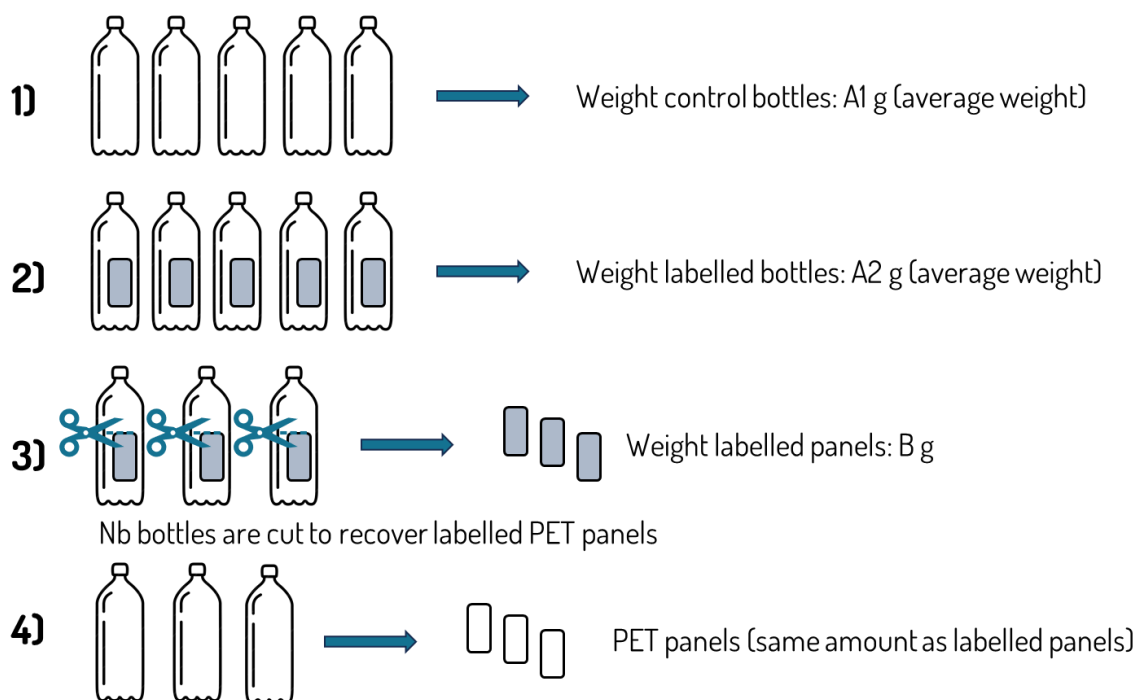 1)
Weight control bottles: A1 g (average weight)
2)
Weight labelled bottles: A2 g (average weight)
3)
Weight labelled panels: B g
Nb bottles are cut to recover labelled PET panels
4)
PET panels (same amount as labelled panels)